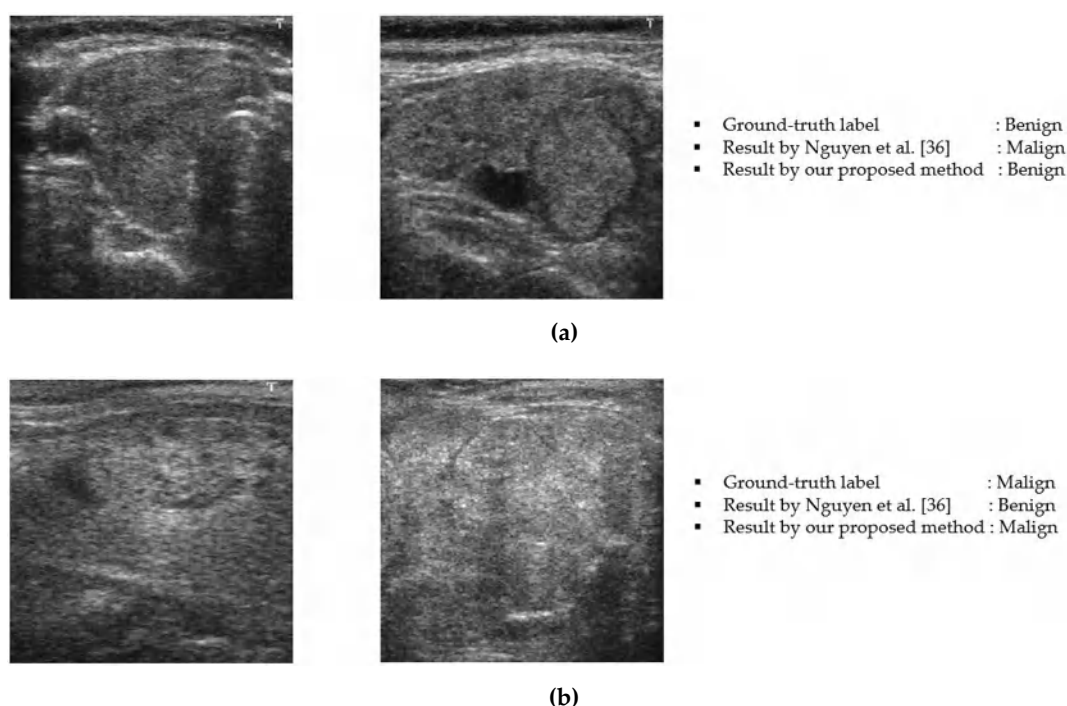 T
T
▪ Ground-truth label : Benign
▪ Result by Nguyen et al. [36] : Malign
▪ Result by our proposed method : Benign
(a)
T
▪ Ground-truth label : Malign
▪ Result by Nguyen et al. [36] : Benign
▪ Result by our proposed method : Malign
(b)